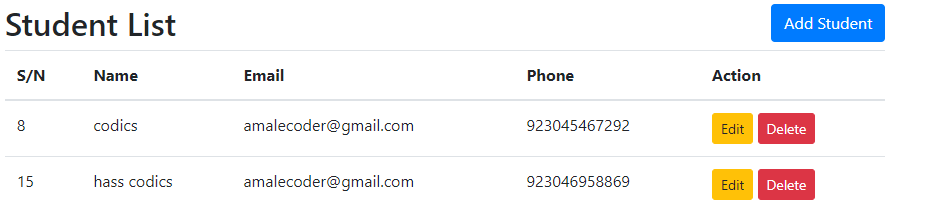 Student List Add Student
S/N Name Email Phone Action
8 codics amalecoder@gmail.com 923045467292 Edit Delete
15 hass codics amalecoder@gmail.com 923046958869 Edit Delete